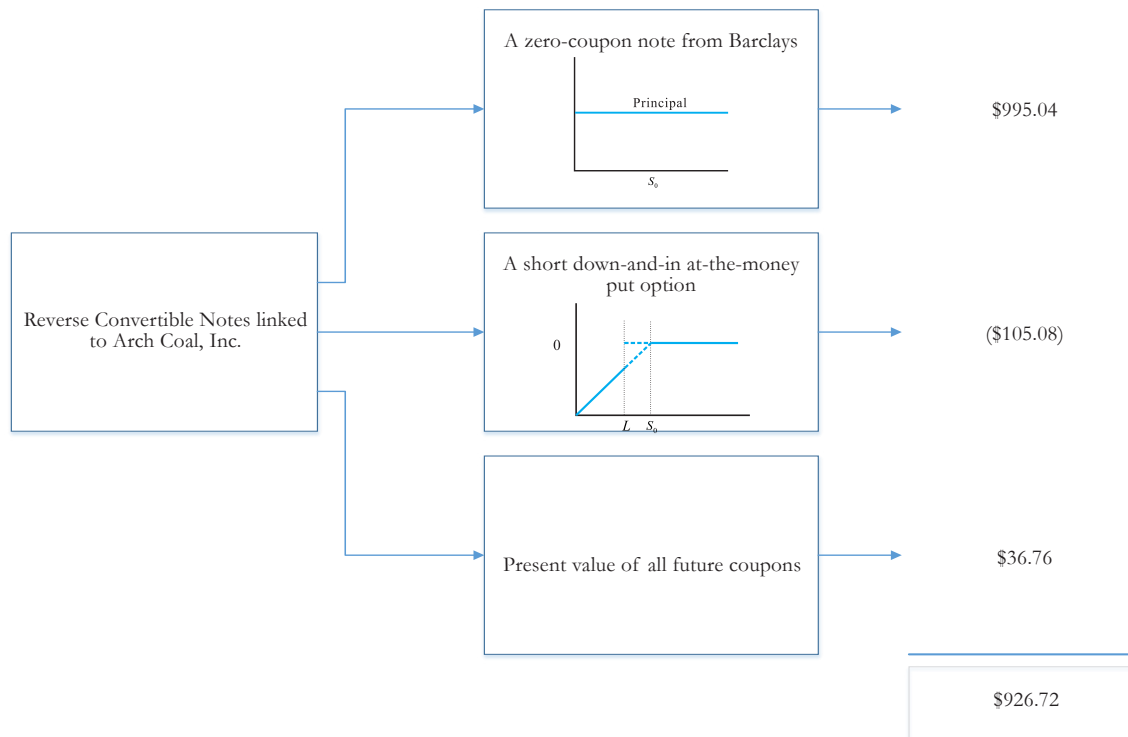 A zero-coupon note from Barclays
Principal
S₀
$995.04
Reverse Convertible Notes linked
to Arch Coal, Inc.
A short down-and-in at-the-money
put option
0
L S₀
($105.08)
Present value of all future coupons
$36.76
$926.72